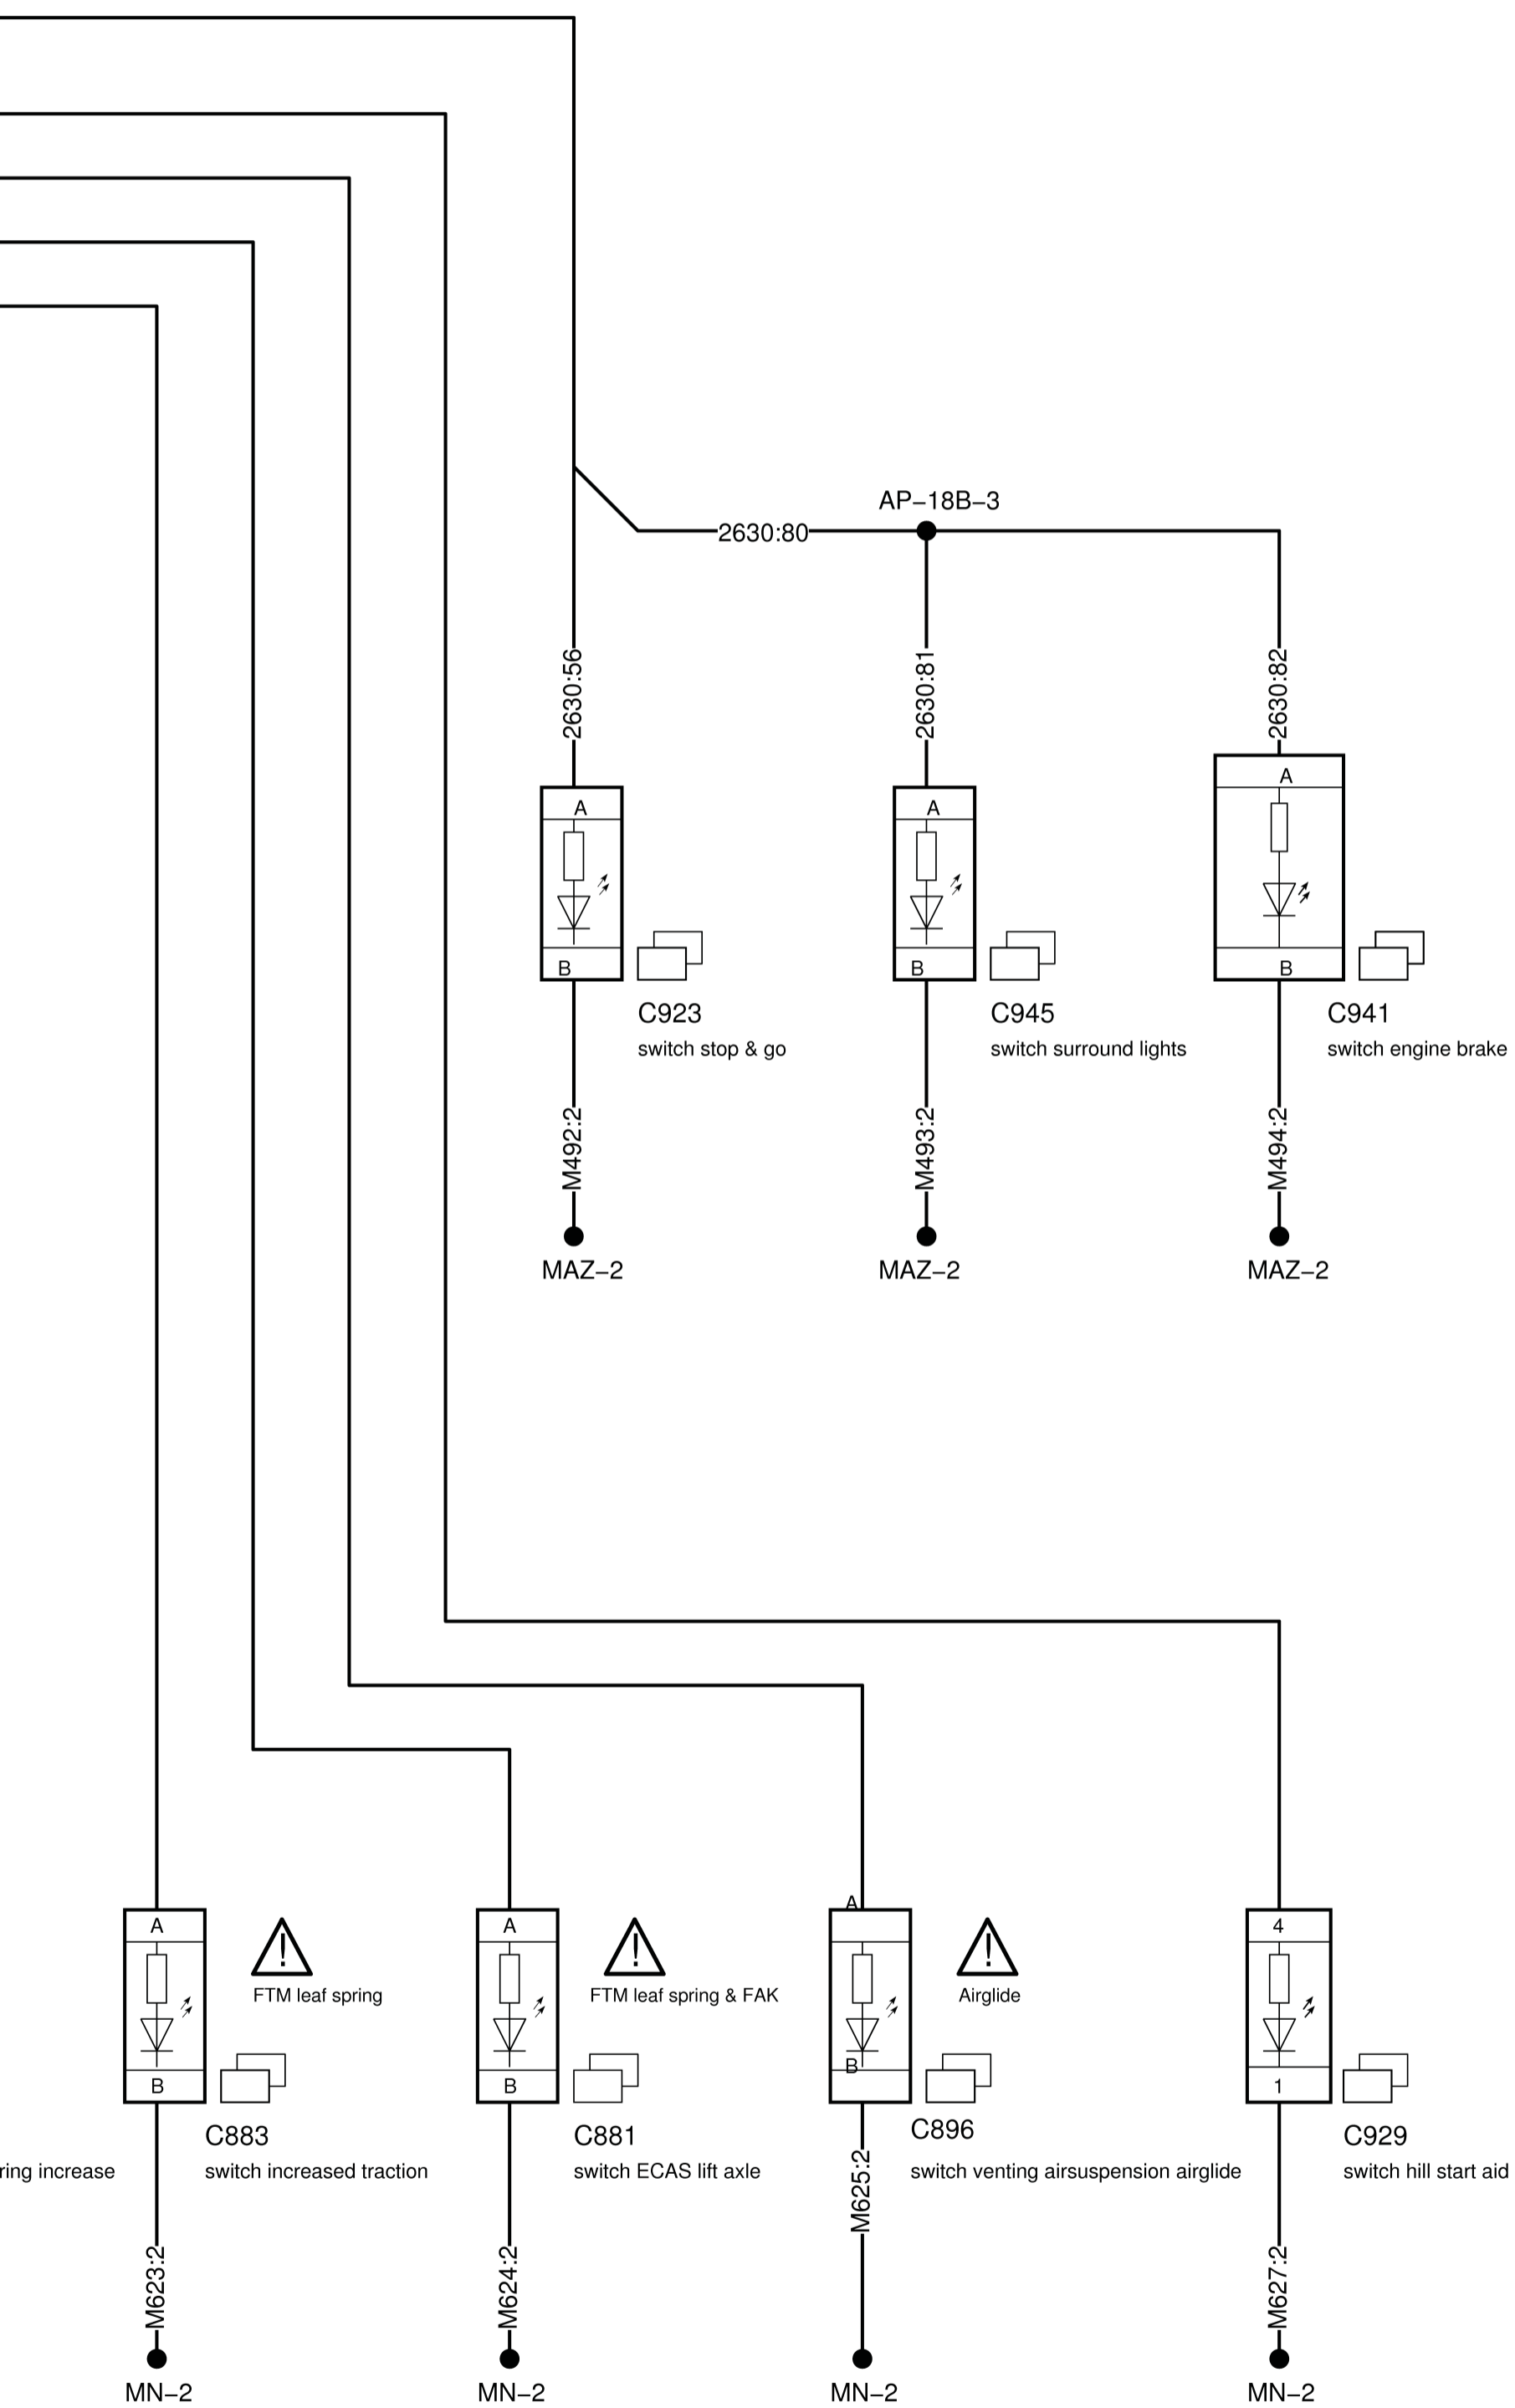 AP–18B–3
2630:80
2630:56
2630:81
2630:82
A
A
A
B
B
B
C923
C945
C941
switch stop & go
switch surround lights
switch engine brake
M492:2
M493:2
M494:2
MAZ–2
MAZ–2
MAZ–2
A
A
A
4
!
!
!
FTM leaf spring
FTM leaf spring & FAK
Airglide
B
B
B
1
C883
C881
C896
C929
ring increase
switch increased traction
switch ECAS lift axle
switch venting airsuspension airglide
switch hill start aid
M623:2
M624:2
M625:2
M627:2
MN–2
MN–2
MN–2
MN–2